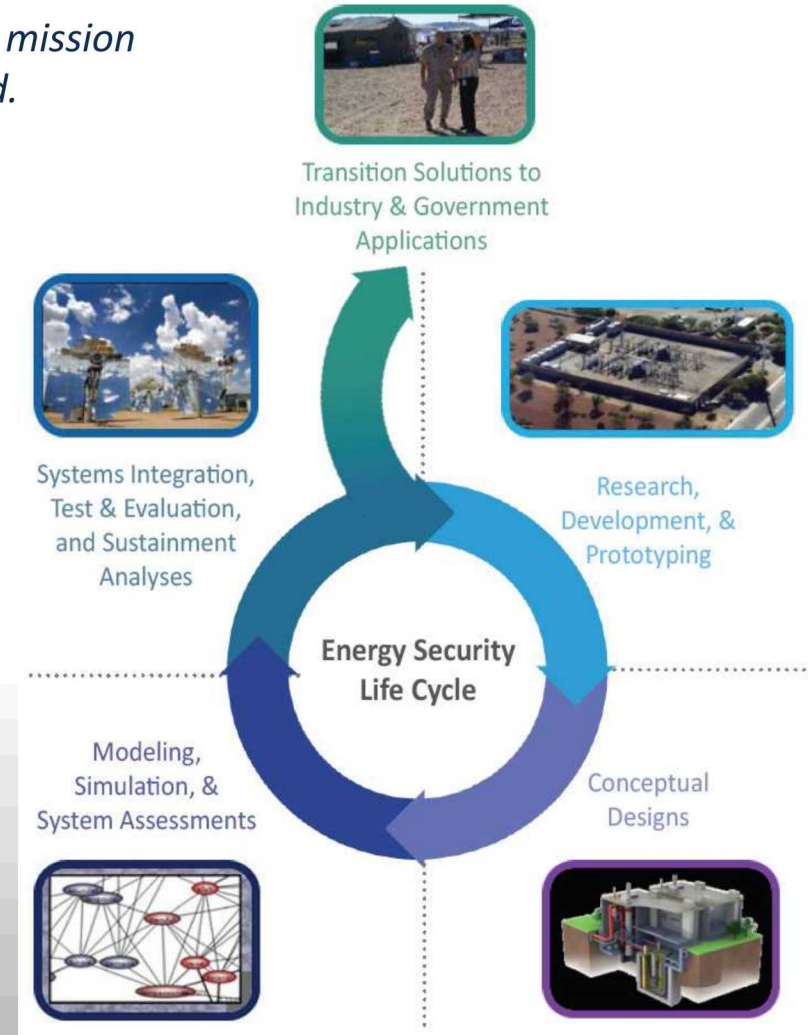 mission
d.
Transition Solutions to
Industry & Government
Applications
Systems Integration,
Test & Evaluation,
and Sustainment
Analyses
Research,
Development, &
Prototyping
Energy Security
Life Cycle
Modeling,
Simulation, &
System Assessments
Conceptual
Designs